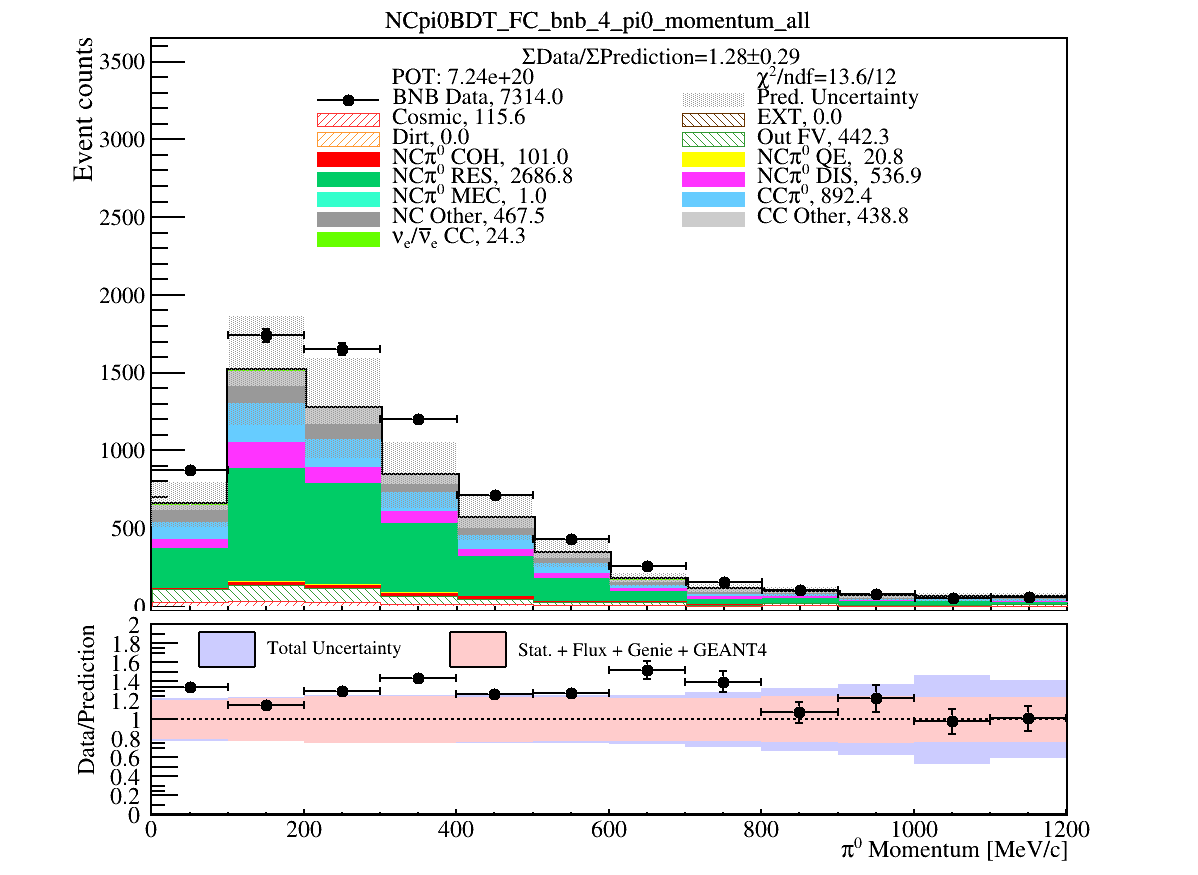 NCpi0BDT_FC_bnb_4_pi0_momentum_all
ΣData/ΣPrediction=1.28±0.29
POT: 7.24e+20
χ²/ndf=13.6/12
BNB Data, 7314.0
Pred. Uncertainty
Cosmic, 115.6
EXT, 0.0
Dirt, 0.0
Out FV, 442.3
NCπ⁰ COH, 101.0
NCπ⁰ QE, 20.8
NCπ⁰ RES, 2686.8
NCπ⁰ DIS, 536.9
NCπ⁰ MEC, 1.0
CCπ⁰, 892.4
NC Other, 467.5
CC Other, 438.8
νₑ/ν̅ₑ CC, 24.3
Event counts
3500
3000
2500
2000
1500
1000
500
0
Total Uncertainty
Stat. + Flux + Genie + GEANT4
Data/Prediction
2
1.8
1.6
1.4
1.2
1
0.8
0.6
0.4
0.2
0
0 200 400 600 800 1000 1200
π⁰ Momentum [MeV/c]